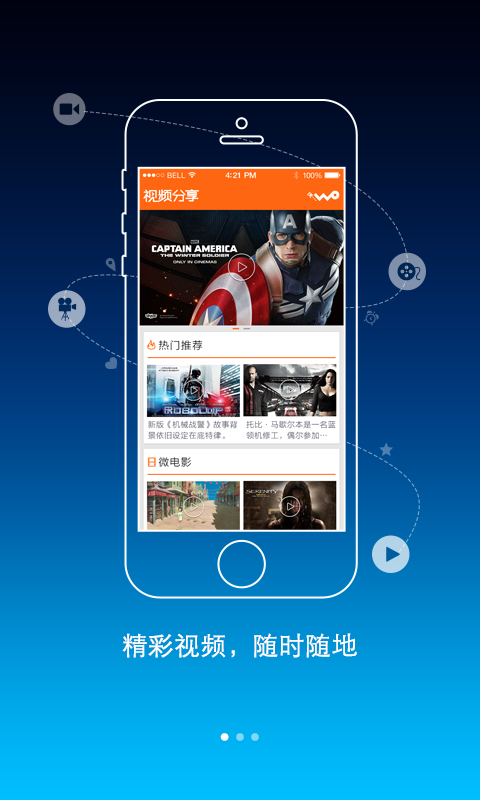 BELL
4:21 PM
100%
视频分享
WO
MARVEL
CAPTAIN AMERICA
THE WINTER SOLDIER
ONLY IN CINEMAS
skype
热门推荐
ROBOCOP
新版《机械战警》故事背
景依旧设定在底特律。
托比·马歇尔本是一名蓝
领机修工，偶尔参加···
微电影
SERENITY
精彩视频，随时随地